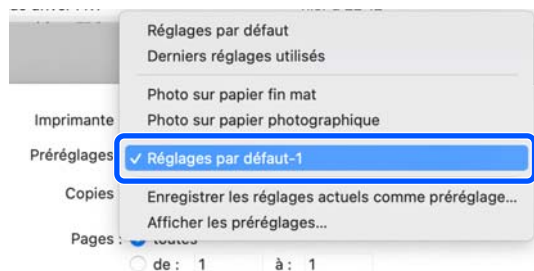 Réglages par défaut
Derniers réglages utilisés
Photo sur papier fin mat
Imprimante
Photo sur papier photographique
Préréglages
✓ Réglages par défaut-1
Copies
Enregistrer les réglages actuels comme préréglage...
Afficher les préréglages...
Pages :
de : 1 à : 1